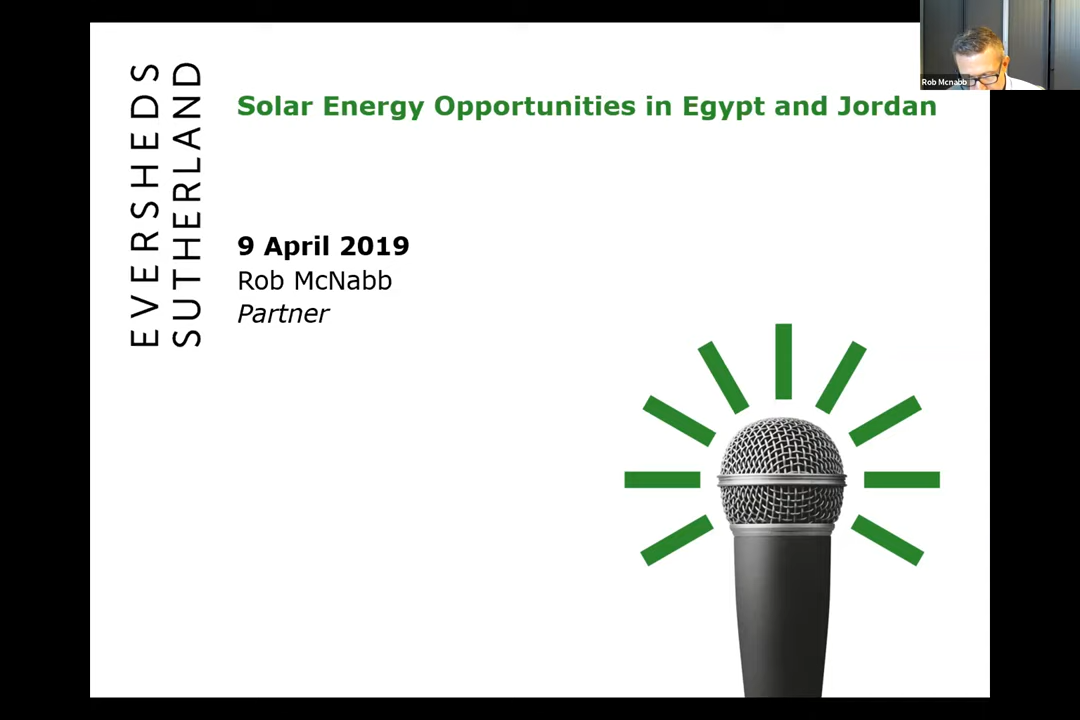 EVERSHEDS
SUTHERLAND
Solar Energy Opportunities in Egypt and Jordan
9 April 2019
Rob McNabb
Partner
Rob Mcnabb